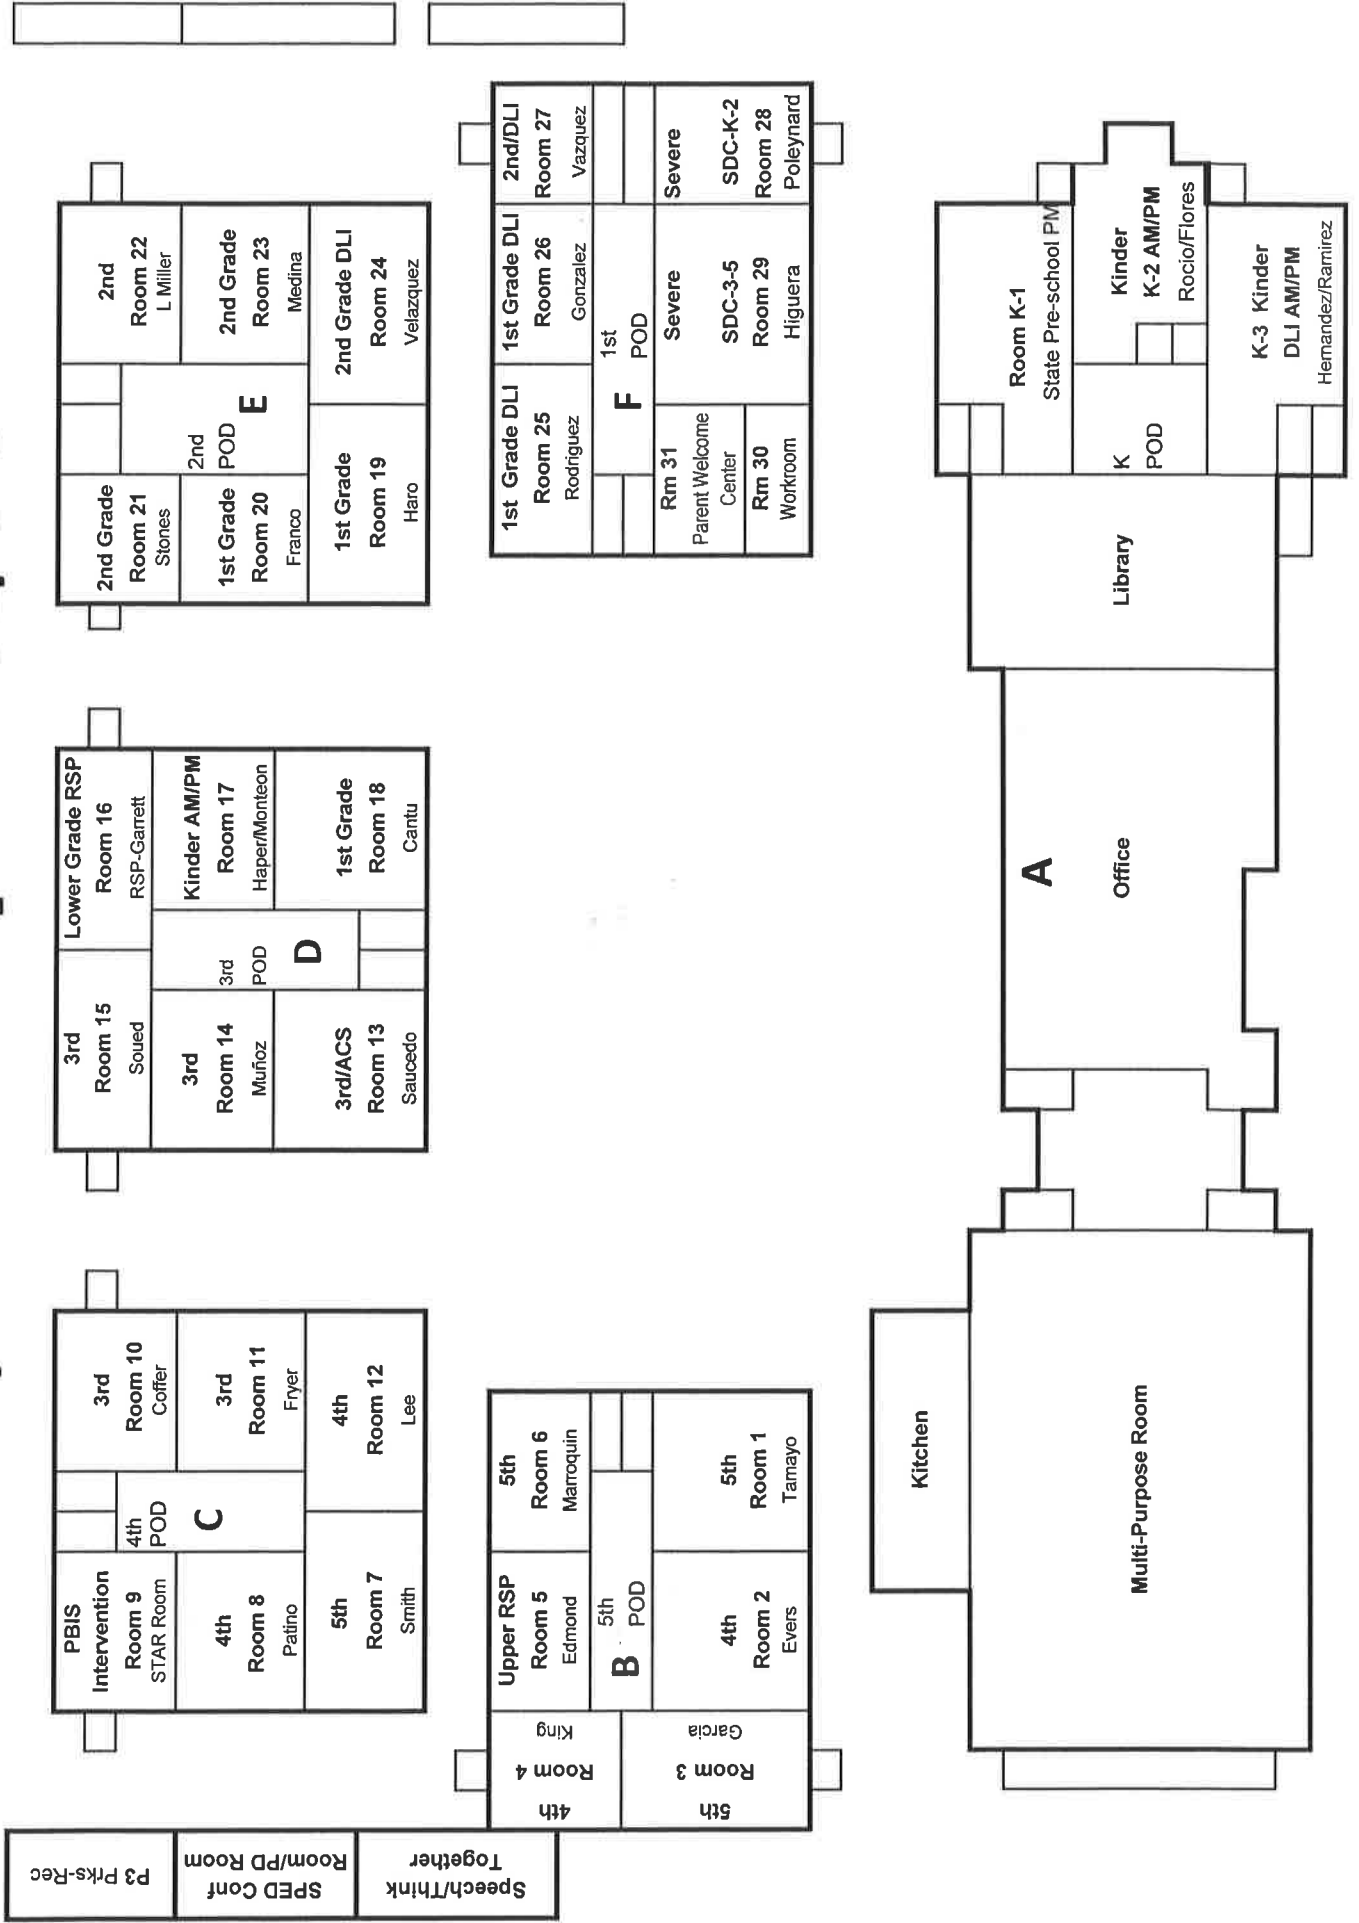 P3 Prks-Rec
SPED Conf
Room/PD Room
Speech/Think
Together
PBIS
Intervention
Room 9
STAR Room
4th
Room 8
Patino
5th
Room 7
Smith
4th
POD
C
3rd
Room 10
Coffer
3rd
Room 11
Fryer
4th
Room 12
Lee
3rd
Room 15
Soued
3rd
Room 14
Muñoz
3rd/ACS
Room 13
Saucedo
3rd
POD
D
Lower Grade RSP
Room 16
RSP-Garrett
Kinder AM/PM
Room 17
Haper/Monteon
1st Grade
Room 18
Cantu
2nd Grade
Room 21
Stones
1st Grade
Room 20
Franco
1st Grade
Room 19
Haro
2nd
POD
E
2nd
Room 22
L Miller
2nd Grade
Room 23
Medina
2nd Grade DLI
Room 24
Velazquez
4th
Room 4
King
5th
Room 3
Garcia
Upper RSP
Room 5
Edmond
5th
POD
B
4th
Room 2
Evers
5th
Room 6
Marroquin
5th
Room 1
Tamayo
1st Grade DLI
Room 25
Rodriguez
1st Grade DLI
Room 26
Gonzalez
2nd/DLI
Room 27
Vazquez
1st
POD
F
Rm 31
Parent Welcome
Center
Rm 30
Workroom
Severe
SDC-3-5
Room 29
Higuera
Severe
SDC-K-2
Room 28
Poleynard
Kitchen
Multi-Purpose Room
A
Office
Library
Room K-1
State Pre-school PM
K
POD
Kinder
K-2 AM/PM
Rocio/Flores
K-3 Kinder
DLI AM/PM
Hernandez/Ramirez